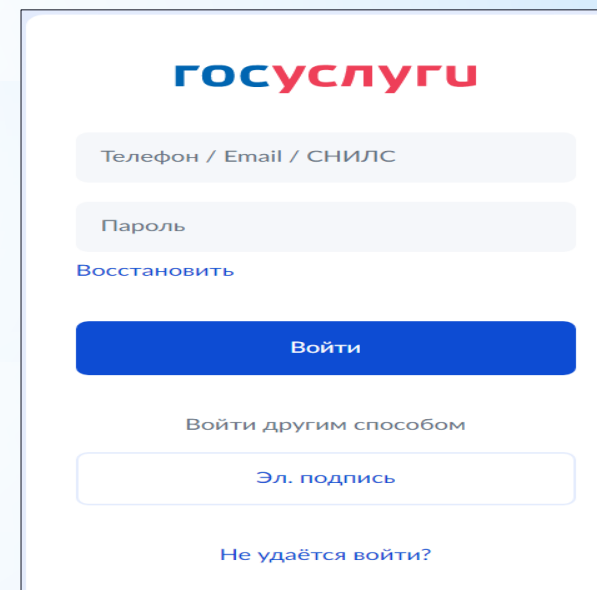 госуслуги
Телефон / Email / СНИЛС
Пароль
Восстановить
Войти
Войти другим способом
Эл. подпись
Не удаётся войти?